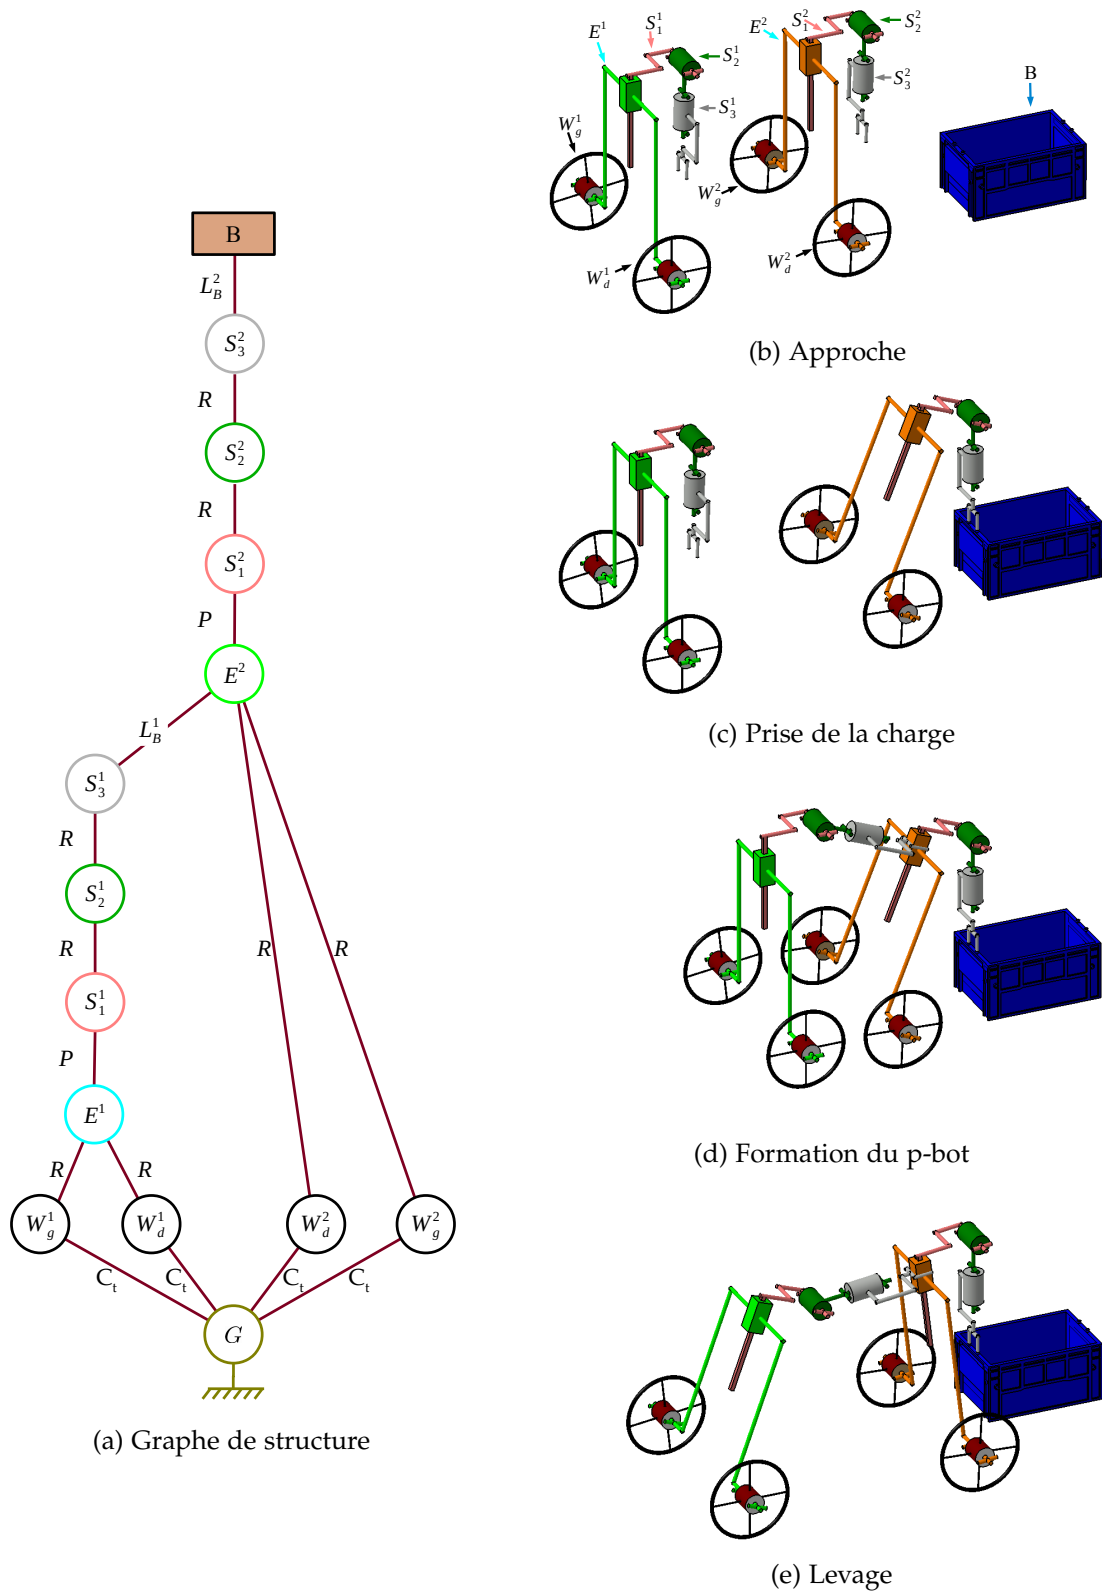 B
L_B^2
S_3^2
R
S_2^2
R
S_1^2
P
E^2
L_B^1
S_3^1
R
S_2^1
R
S_1^1
P
E^1
R
R
R
R
W_g^1
W_d^1
W_d^2
W_g^2
C_t
C_t
C_t
C_t
G
(a) Graphe de structure
E^1
S_1^1
S_2^1
S_3^1
W_g^1
W_d^1
E^2
S_1^2
S_2^2
S_3^2
W_g^2
W_d^2
B
(b) Approche
(c) Prise de la charge
(d) Formation du p-bot
(e) Levage